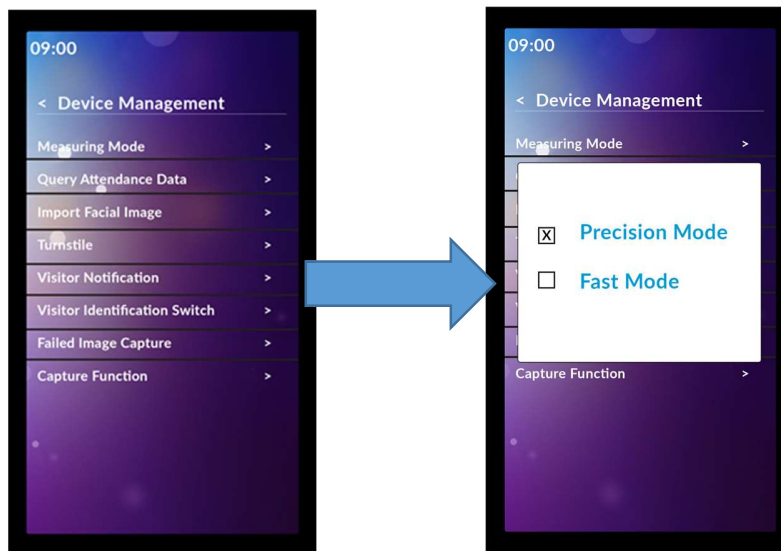 09:00
< Device Management
Measuring Mode >
Query Attendance Data >
Import Facial Image >
Turnstile >
Visitor Notification >
Visitor Identification Switch >
Failed Image Capture >
Capture Function >
09:00
< Device Management
Measuring Mode >
X Precision Mode
Fast Mode
Capture Function >